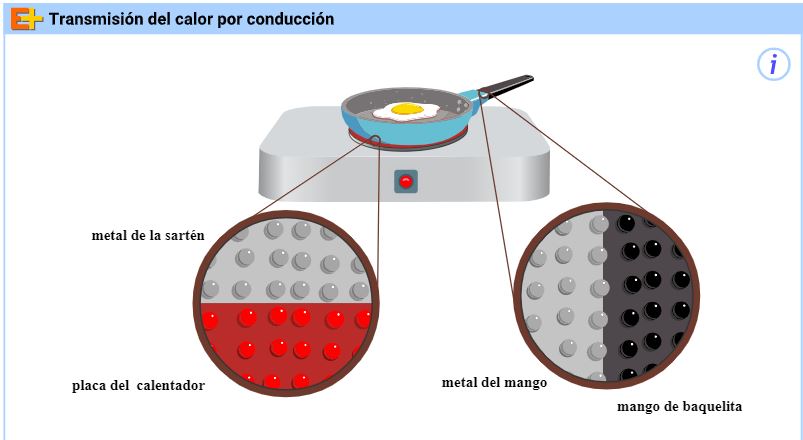 E+ Transmisión del calor por conducción
i
metal de la sartén
placa del calentador
metal del mango
mango de baquelita